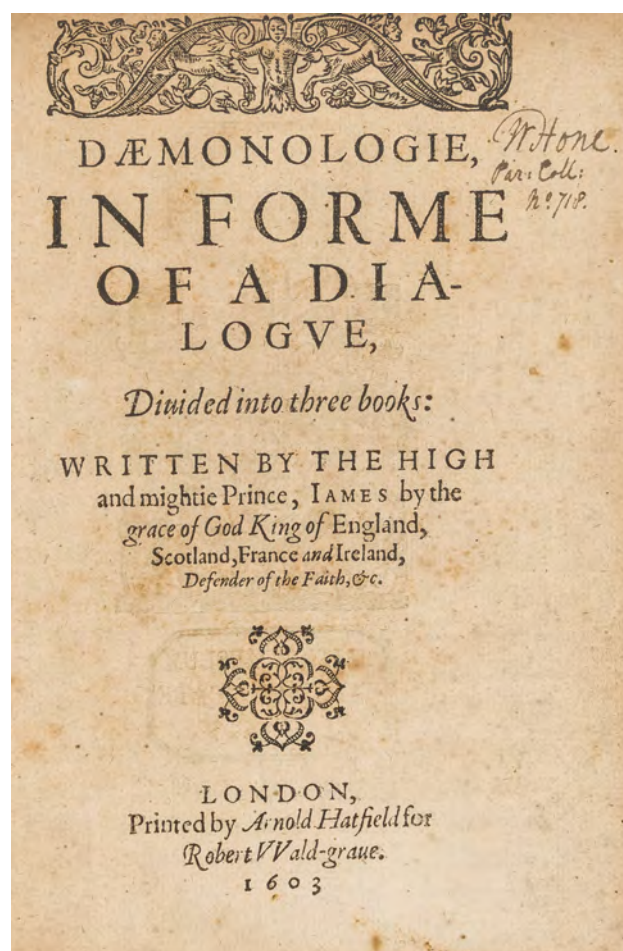 DÆMONOLOGIE,
W Hone.
Par: Coll:
No. 718.
IN FORME
OF A DIA-
LOGVE,
Diuided into three books:
WRITTEN BY THE HIGH
and mightie Prince, IAMES by the
grace of God King of England,
Scotland, France and Ireland,
Defender of the Faith, &c.
LONDON,
Printed by Arnold Hatfield for
Robert VVald-graue.
1603